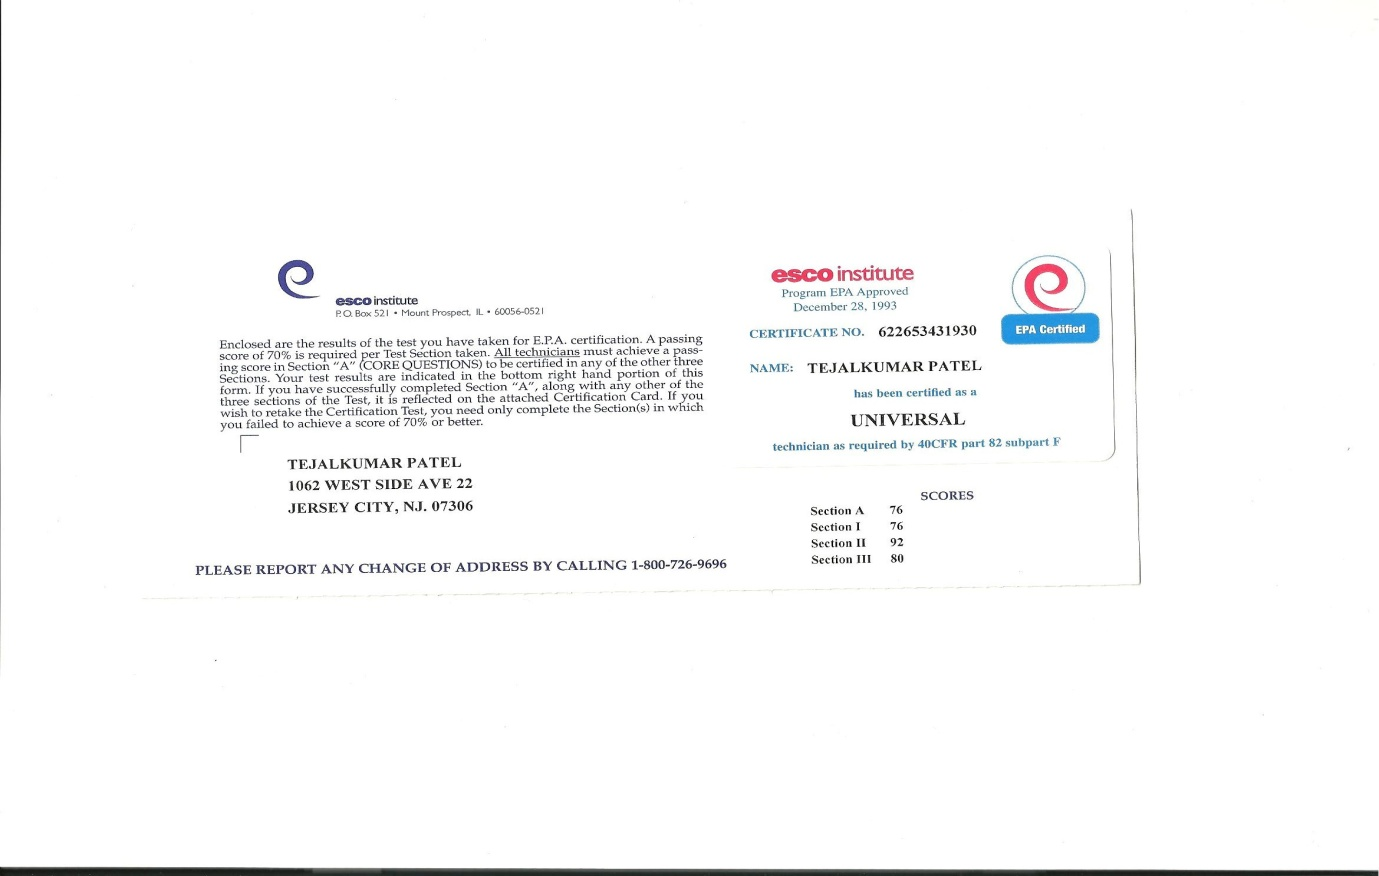 esco institute
P.O. Box 521 • Mount Prospect, IL • 60056-0521
Enclosed are the results of the test you have taken for E.P.A. certification. A passing
score of 70% is required per Test Section taken. All technicians must achieve a pass-
ing score in Section "A" (CORE QUESTIONS) to be certified in any of the other three
Sections. Your test results are indicated in the bottom right hand portion of this
form. If you have successfully completed Section "A", along with any other of the
three sections of the Test, it is reflected on the attached Certification Card. If you
wish to retake the Certification Test, you need only complete the Section(s) in which
you failed to achieve a score of 70% or better.
TEJALKUMAR PATEL
1062 WEST SIDE AVE 22
JERSEY CITY, NJ. 07306
PLEASE REPORT ANY CHANGE OF ADDRESS BY CALLING 1-800-726-9696
esco institute
Program EPA Approved
December 28, 1993
EPA Certified
CERTIFICATE NO. 622653431930
NAME: TEJALKUMAR PATEL
has been certified as a
UNIVERSAL
technician as required by 40CFR part 82 subpart F
SCORES
Section A 76
Section I 76
Section II 92
Section III 80